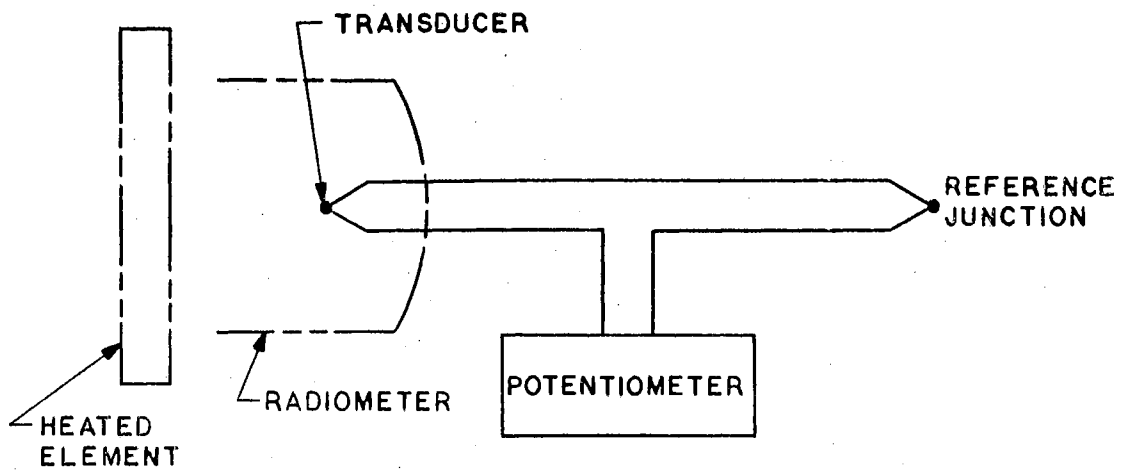 TRANSDUCER
REFERENCE
JUNCTION
POTENTIOMETER
RADIOMETER
HEATED
ELEMENT